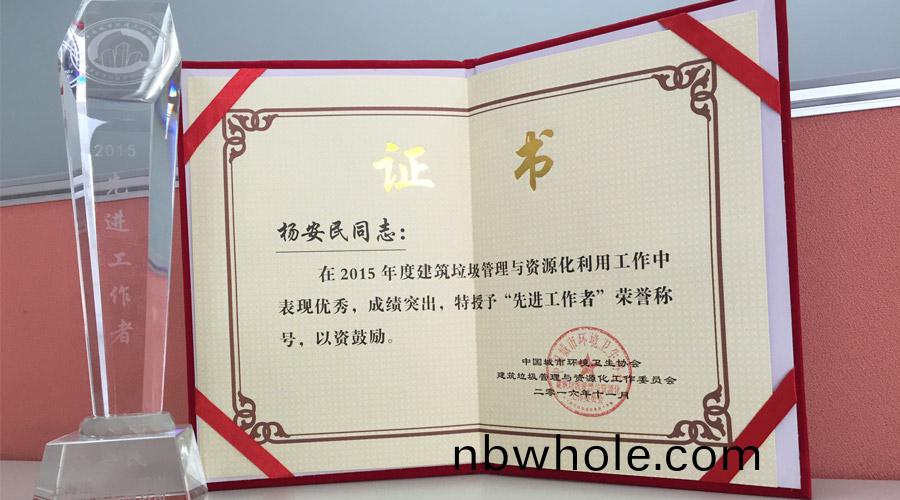 2015
先进工作者
证书
杨安民同志：
在 2015 年度建筑垃圾管理与资源化利用工作中
表现优秀，成绩突出，特授予“先进工作者”荣誉称
号，以资鼓励。
中国城市环境卫生协会
建筑垃圾管理与资源化工作委员会
二零一六年十一月
nbwhole.com